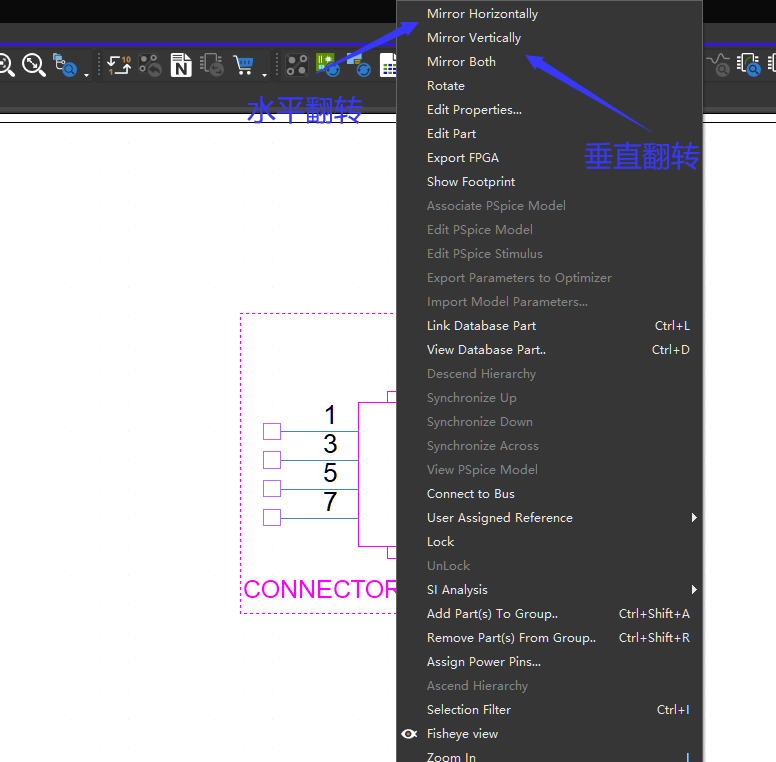 Mirror Horizontally
Mirror Vertically
Mirror Both
Rotate
Edit Properties...
Edit Part
Export FPGA
Show Footprint
Associate PSpice Model
Edit PSpice Model
Edit PSpice Stimulus
Export Parameters to Optimizer
Import Model Parameters...
Link Database Part Ctrl+L
View Database Part.. Ctrl+D
Descend Hierarchy
Synchronize Up
Synchronize Down
Synchronize Across
View PSpice Model
Connect to Bus
User Assigned Reference
Lock
UnLock
SI Analysis
Add Part(s) To Group.. Ctrl+Shift+A
Remove Part(s) From Group.. Ctrl+Shift+R
Assign Power Pins...
Ascend Hierarchy
Selection Filter Ctrl+I
Fisheye view
Zoom In I
水平翻转
垂直翻转
10
N
1
3
5
7
CONNECTOR